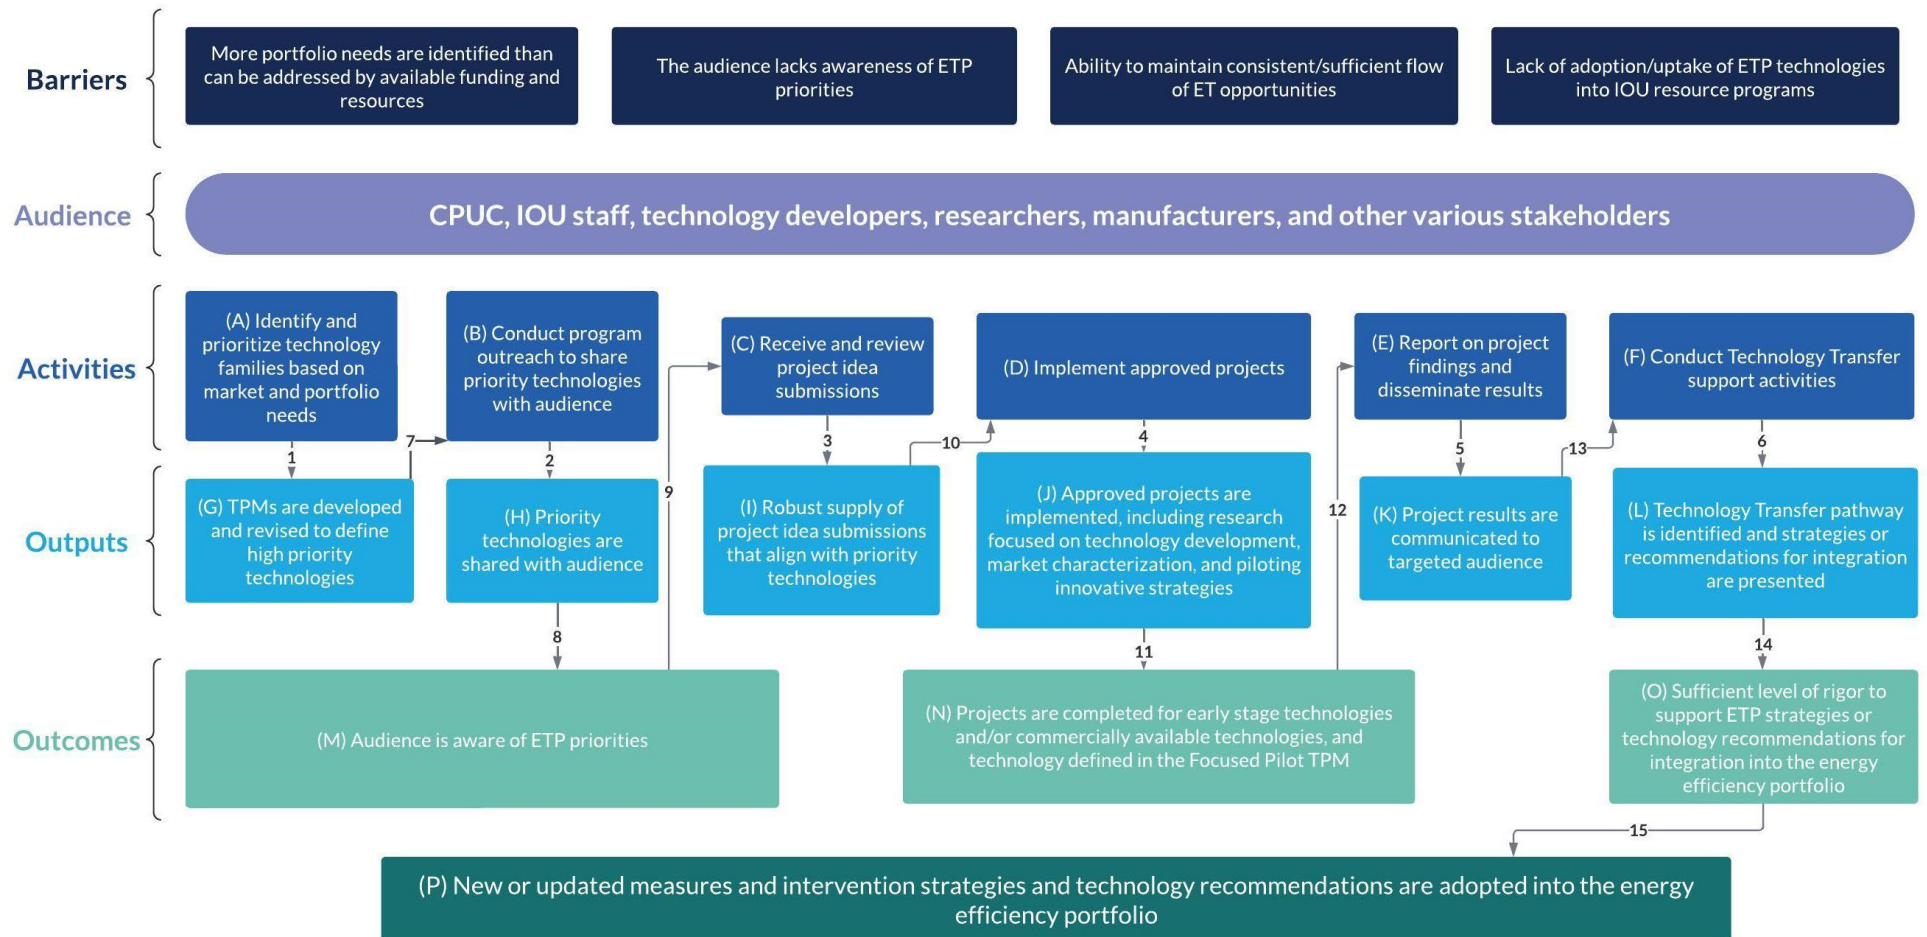 Barriers
More portfolio needs are identified than
can be addressed by available funding and
resources
The audience lacks awareness of ETP
priorities
Ability to maintain consistent/sufficient flow
of ET opportunities
Lack of adoption/uptake of ETP technologies
into IOU resource programs
Audience
CPUC, IOU staff, technology developers, researchers, manufacturers, and other various stakeholders
Activities
(A) Identify and
prioritize technology
families based on
market and portfolio
needs
(B) Conduct program
outreach to share
priority technologies
with audience
(C) Receive and review
project idea
submissions
(D) Implement approved projects
(E) Report on project
findings and
disseminate results
(F) Conduct Technology Transfer
support activities
1
7
2
9
3
10
4
12
5
13
6
Outputs
(G) TPMs are developed
and revised to define
high priority
technologies
(H) Priority
technologies are
shared with audience
(I) Robust supply of
project idea submissions
that align with priority
technologies
(J) Approved projects are
implemented, including research
focused on technology development,
market characterization, and piloting
innovative strategies
(K) Project results are
communicated to
targeted audience
(L) Technology Transfer pathway
is identified and strategies or
recommendations for integration
are presented
8
11
14
Outcomes
(M) Audience is aware of ETP priorities
(N) Projects are completed for early stage technologies
and/or commercially available technologies, and
technology defined in the Focused Pilot TPM
(O) Sufficient level of rigor to
support ETP strategies or
technology recommendations for
integration into the energy
efficiency portfolio
15
(P) New or updated measures and intervention strategies and technology recommendations are adopted into the energy
efficiency portfolio